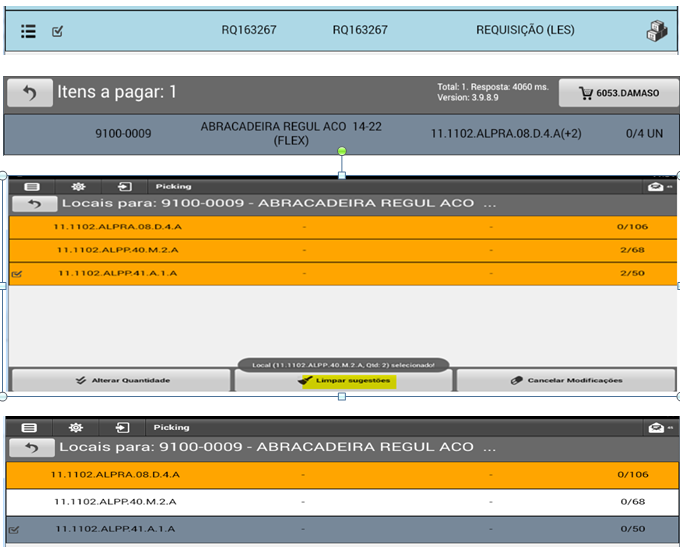 RQ163267 RQ163267 REQUISIÇÃO (LES)
Itens a pagar: 1 Total: 1. Resposta: 4060 ms. 6053.DAMASO
Version: 3.9.8.9
9100-0009 ABRACADEIRA REGUL ACO 14-22 11.1102.ALPRA.08.D.4.A(+2) 0/4 UN
(FLEX)
Picking
Locais para: 9100-0009 - ABRACADEIRA REGUL ACO ...
11.1102.ALPRA.08.D.4.A - - 0/106
11.1102.ALPP.40.M.2.A - - 2/68
11.1102.ALPP.41.A.1.A - - 2/50
Local (11.1102.ALPP.40.M.2.A, Qtd: 2) selecionado!
Alterar Quantidade Limpar sugestões Cancelar Modificações
Picking
Locais para: 9100-0009 - ABRACADEIRA REGUL ACO ...
11.1102.ALPRA.08.D.4.A - - 0/106
11.1102.ALPP.40.M.2.A - - 0/68
11.1102.ALPP.41.A.1.A - - 0/50